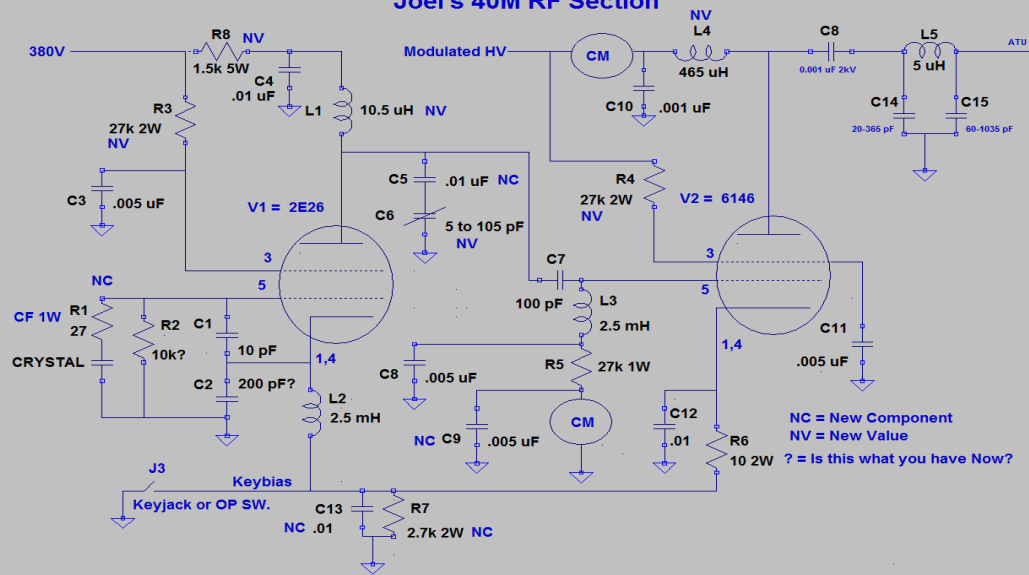 Joel's 40M RF Section
380V
R8
NV
1.5k 5W
C4
.01 uF
L1
10.5 uH
NV
R3
27k 2W
NV
C3
.005 uF
V1 = 2E26
3
5
1,4
NC
CF 1W
R1
27
CRYSTAL
R2
10k?
C1
10 pF
C2
200 pF?
L2
2.5 mH
C5
.01 uF
NC
C6
5 to 105 pF
NV
C7
100 pF
L3
2.5 mH
C8
.005 uF
R5
27k 1W
NC
C9
.005 uF
CM
Modulated HV
CM
C10
.001 uF
NV
L4
465 uH
C8
0.001 uF 2kV
L5
5 uH
ATU
C14
20-365 pF
C15
60-1035 pF
R4
27k 2W
NV
V2 = 6146
3
5
1,4
C11
.005 uF
C12
.01
R6
10 2W
NC = New Component
NV = New Value
? = Is this what you have Now?
J3
Keybias
Keyjack or OP SW.
C13
NC
.01
R7
2.7k 2W
NC